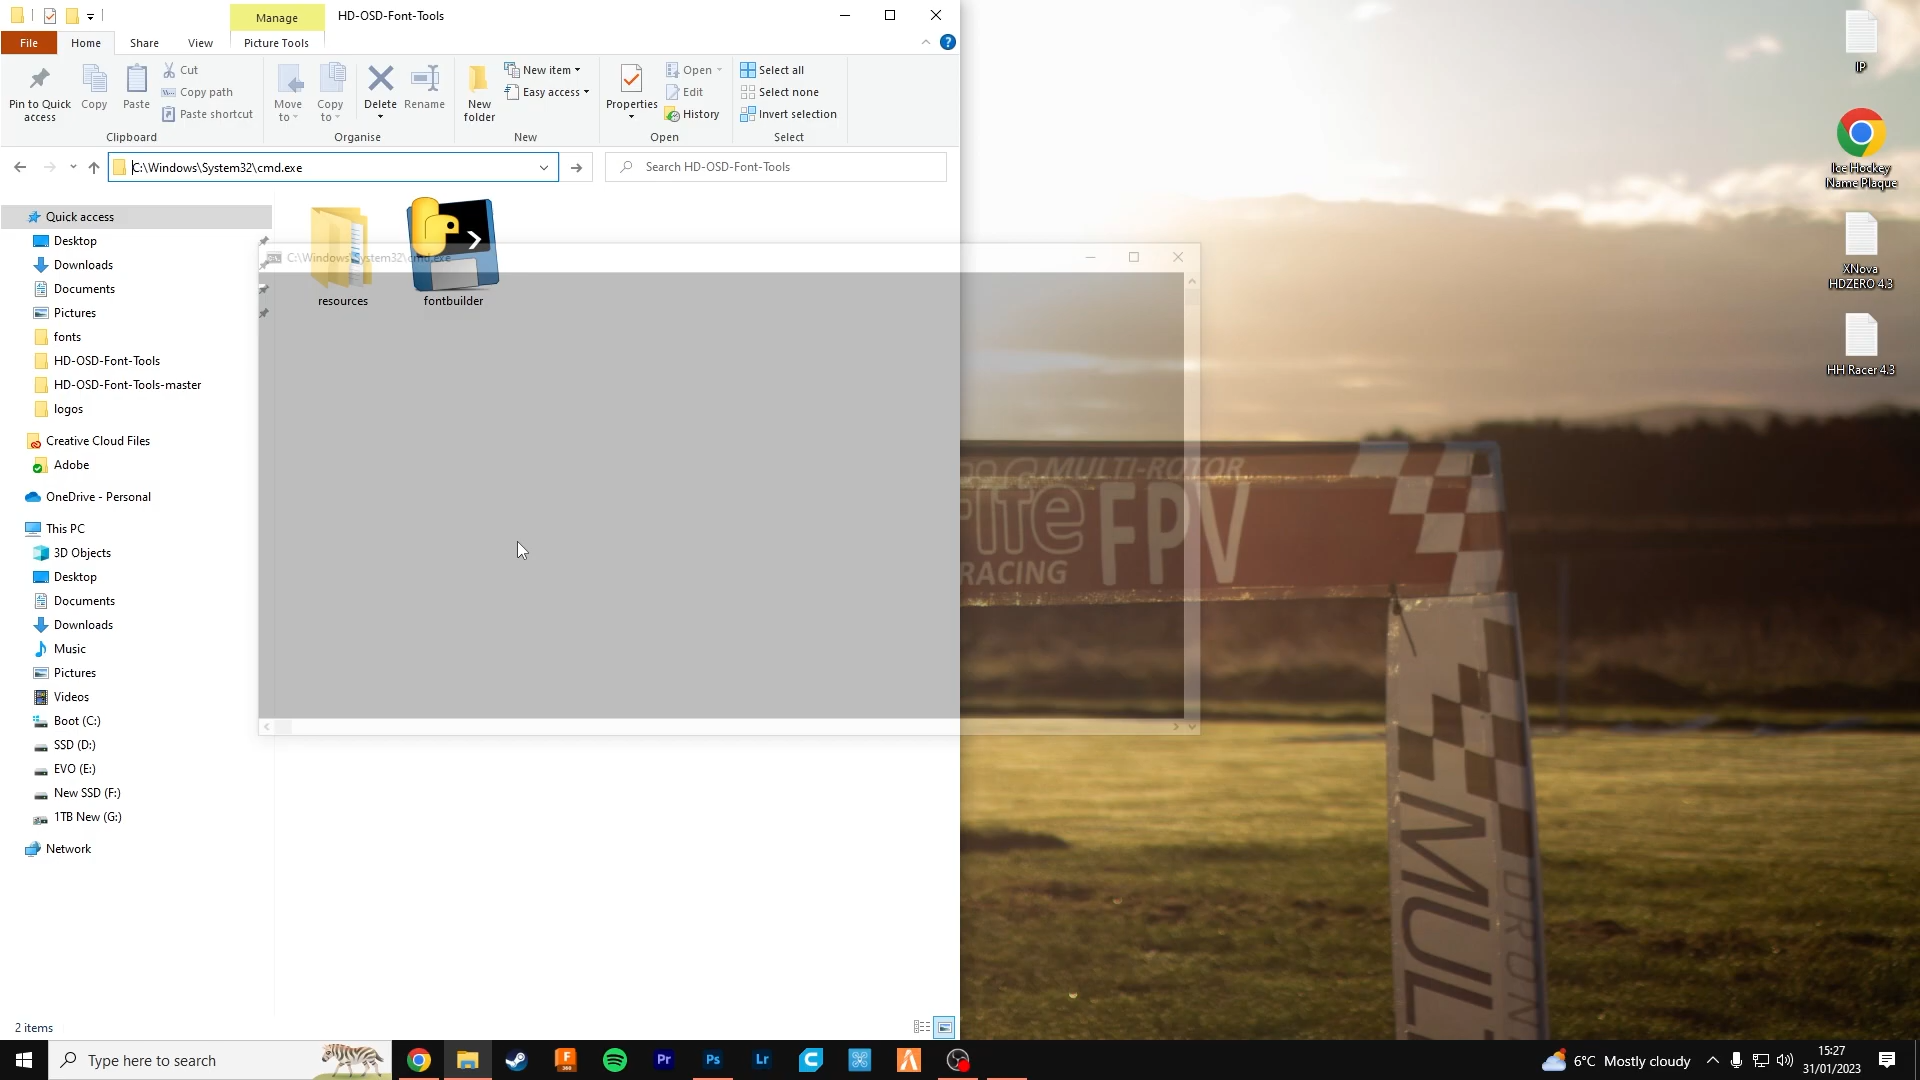 Manage
HD-OSD-Font-Tools
File
Home
Share
View
Picture Tools
Pin to Quick access
Copy
Paste
Cut
Copy path
Paste shortcut
Move to
Copy to
Delete
Rename
New folder
New item
Easy access
Properties
Open
Edit
History
Select all
Select none
Invert selection
Clipboard
Organise
New
Open
Select
C:\Windows\System32\cmd.exe
Search HD-OSD-Font-Tools
Quick access
Desktop
Downloads
Documents
Pictures
fonts
HD-OSD-Font-Tools
HD-OSD-Font-Tools-master
logos
Creative Cloud Files
Adobe
OneDrive - Personal
This PC
3D Objects
Desktop
Documents
Downloads
Music
Pictures
Videos
Boot (C:)
SSD (D:)
EVO (E:)
New SSD (F:)
1TB New (G:)
Network
resources
fontbuilder
C:\Windows\System32\cmd.exe
MULTI-ROTOR
FPV
RACING
MUL
IP
Ice Hockey
Name Plaque
XNova
HDZERO 4.3
HH Racer 4.3
2 items
Type here to search
6°C Mostly cloudy
15:27
31/01/2023